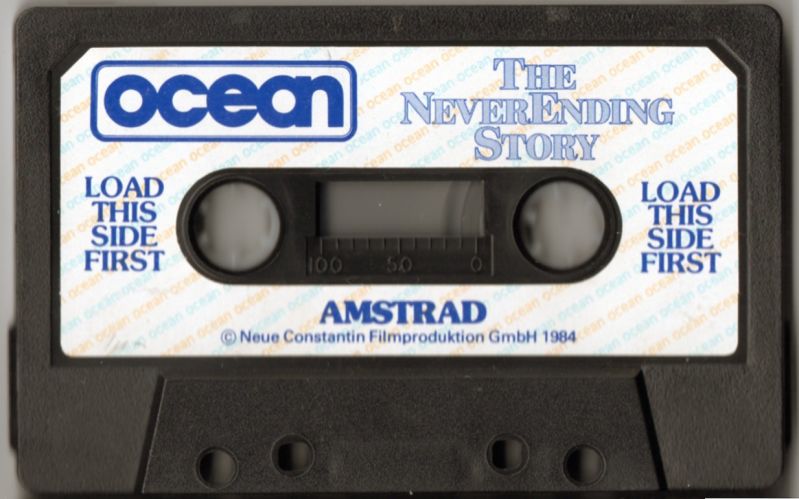 ocean
THE
NEVERENDING
STORY
LOAD
THIS
SIDE
FIRST
LOAD
THIS
SIDE
FIRST
100 50 0
AMSTRAD
© Neue Constantin Filmproduktion GmbH 1984